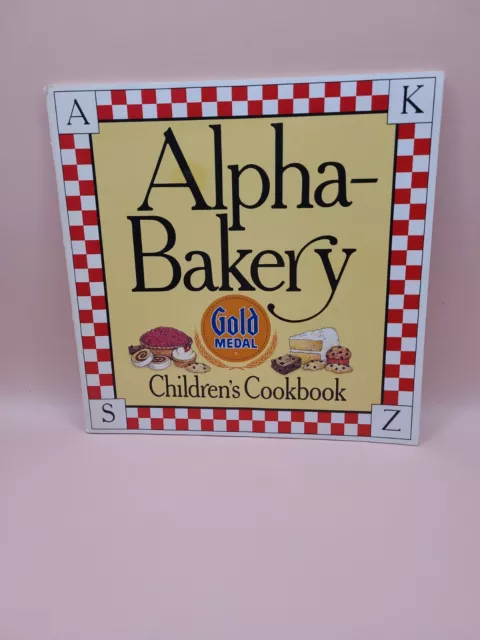 A
K
Alpha-
Bakery
Gold
MEDAL
Children's Cookbook
S
Z